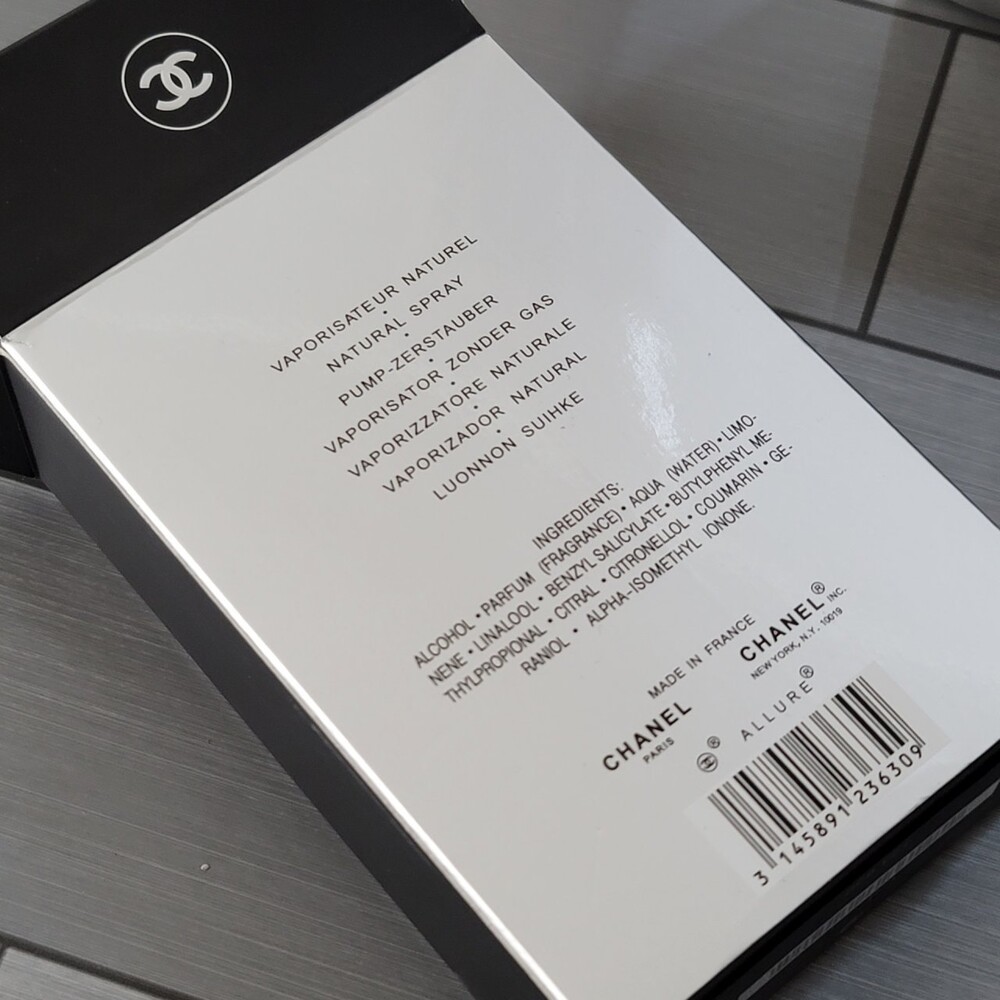 VAPORISATEUR NATUREL
•
NATURAL SPRAY
•
PUMP-ZERSTAUBER
•
VAPORISATOR ZONDER GAS
•
VAPORIZZATORE NATURALE
•
VAPORIZADOR NATURAL
•
LUONNON SUIHKE
INGREDIENTS:
ALCOHOL • PARFUM (FRAGRANCE) • AQUA (WATER) • LIMO-
NENE • LINALOOL • BENZYL SALICYLATE • BUTYLPHENYL ME-
THYLPROPIONAL • CITRAL • CITRONELLOL • COUMARIN • GE-
RANIOL • ALPHA-ISOMETHYL IONONE.
MADE IN FRANCE
CHANEL
PARIS
CHANEL® INC.
NEW YORK, N.Y. 10019
® ALLURE®
3 145891 236309